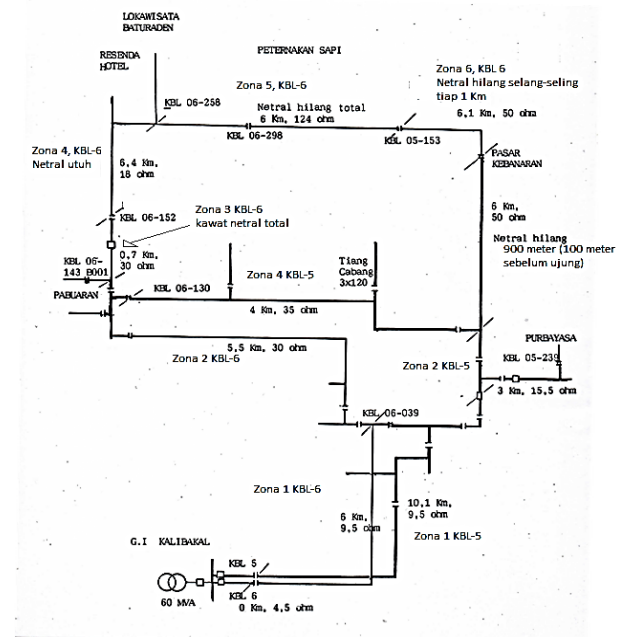 LOKAWISATA
BATURADEN
RESENDA
HOTEL
PETERNAKAN SAPI
Zona 5, KBL-6
Zona 6, KBL 6
Netral hilang selang-seling
tiap 1 Km
KBL 06-258
Netral hilang total
6 Km, 124 ohm
6,1 Km, 50 ohm
KBL 06-298
KBL 05-153
Zona 4, KBL-6
Netral utuh
6,4 Km,
18 ohm
PASAR
KEBANARAN
KBL 06-152
Zona 3 KBL-6
kawat netral total
6 Km,
50 ohm
Netral hilang
900 meter (100 meter
sebelum ujung)
0,7 Km,
30 ohm
KBL 06-
143 B001
KBL 06-130
Zona 4 KBL-5
Tiang
Cabang
3x120
PABUARAN
4 Km, 35 ohm
5,5 Km, 30 ohm
Zona 2 KBL-6
Zona 2 KBL-5
PURBAYASA
KBL 05-239
3 Km, 15,5 ohm
KBL 06-039
Zona 1 KBL-6
6 Km,
9,5 ohm
10,1 Km,
9,5 ohm
Zona 1 KBL-5
G.I KALIBAKAL
KBL 5
KBL 6
60 MVA
0 Km, 4,5 ohm